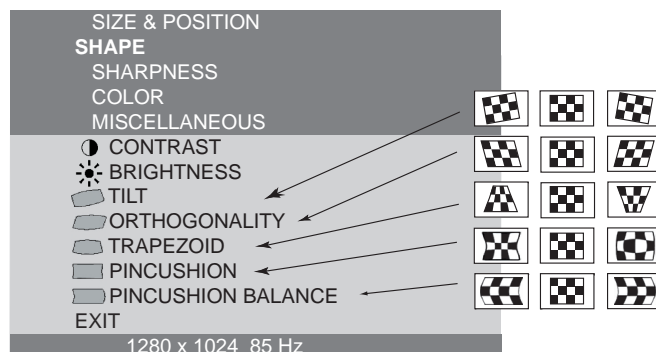 SIZE & POSITION
SHAPE
SHARPNESS
COLOR
MISCELLANEOUS
CONTRAST
BRIGHTNESS
TILT
ORTHOGONALITY
TRAPEZOID
PINCUSHION
PINCUSHION BALANCE
EXIT
1280 x 1024 85 Hz